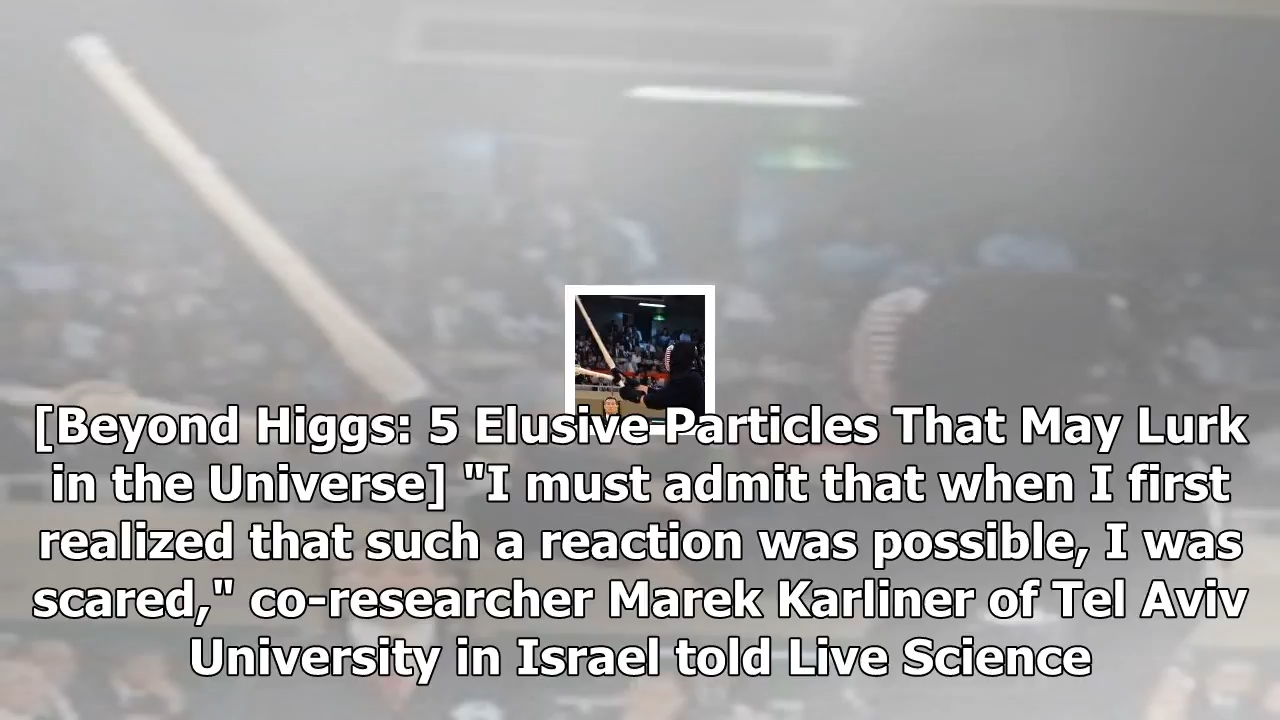 [Beyond Higgs: 5 Elusive Particles That May Lurk
in the Universe] "I must admit that when I first
realized that such a reaction was possible, I was
scared," co-researcher Marek Karliner of Tel Aviv
University in Israel told Live Science